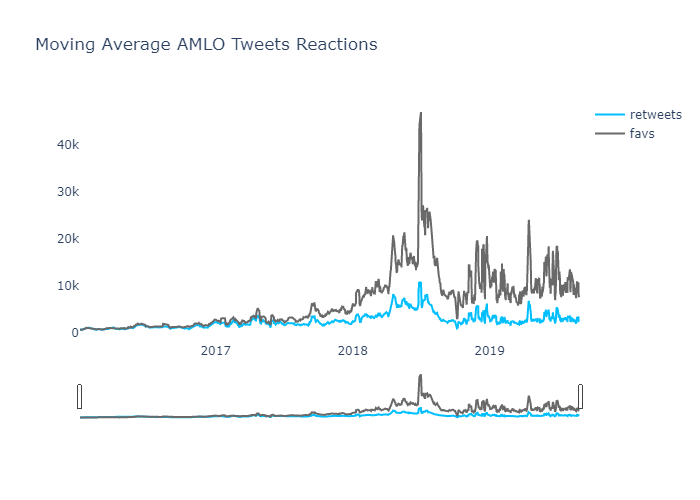 Moving Average AMLO Tweets Reactions
retweets
favs
40k
30k
20k
10k
0
2017
2018
2019